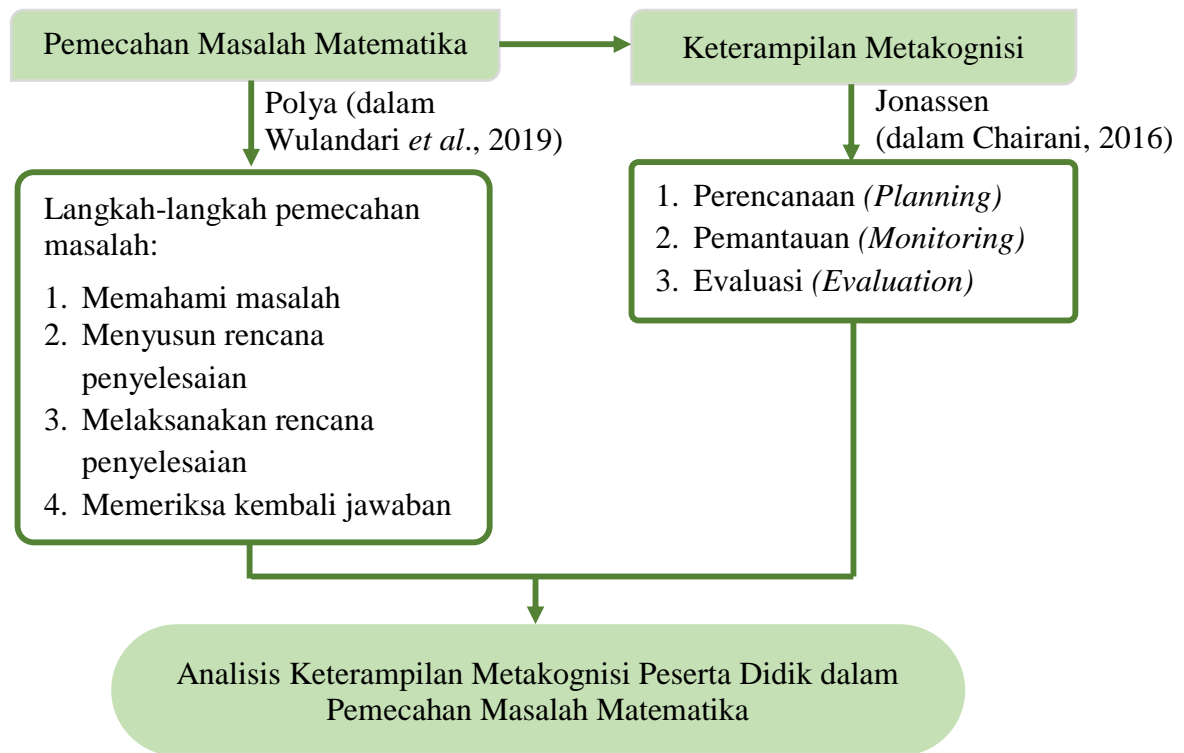 Pemecahan Masalah Matematika
Keterampilan Metakognisi
Polya (dalam
Wulandari et al., 2019)
Jonassen
(dalam Chairani, 2016)
Langkah-langkah pemecahan
masalah:
1. Memahami masalah
2. Menyusun rencana
penyelesaian
3. Melaksanakan rencana
penyelesaian
4. Memeriksa kembali jawaban
1. Perencanaan (Planning)
2. Pemantauan (Monitoring)
3. Evaluasi (Evaluation)
Analisis Keterampilan Metakognisi Peserta Didik dalam
Pemecahan Masalah Matematika